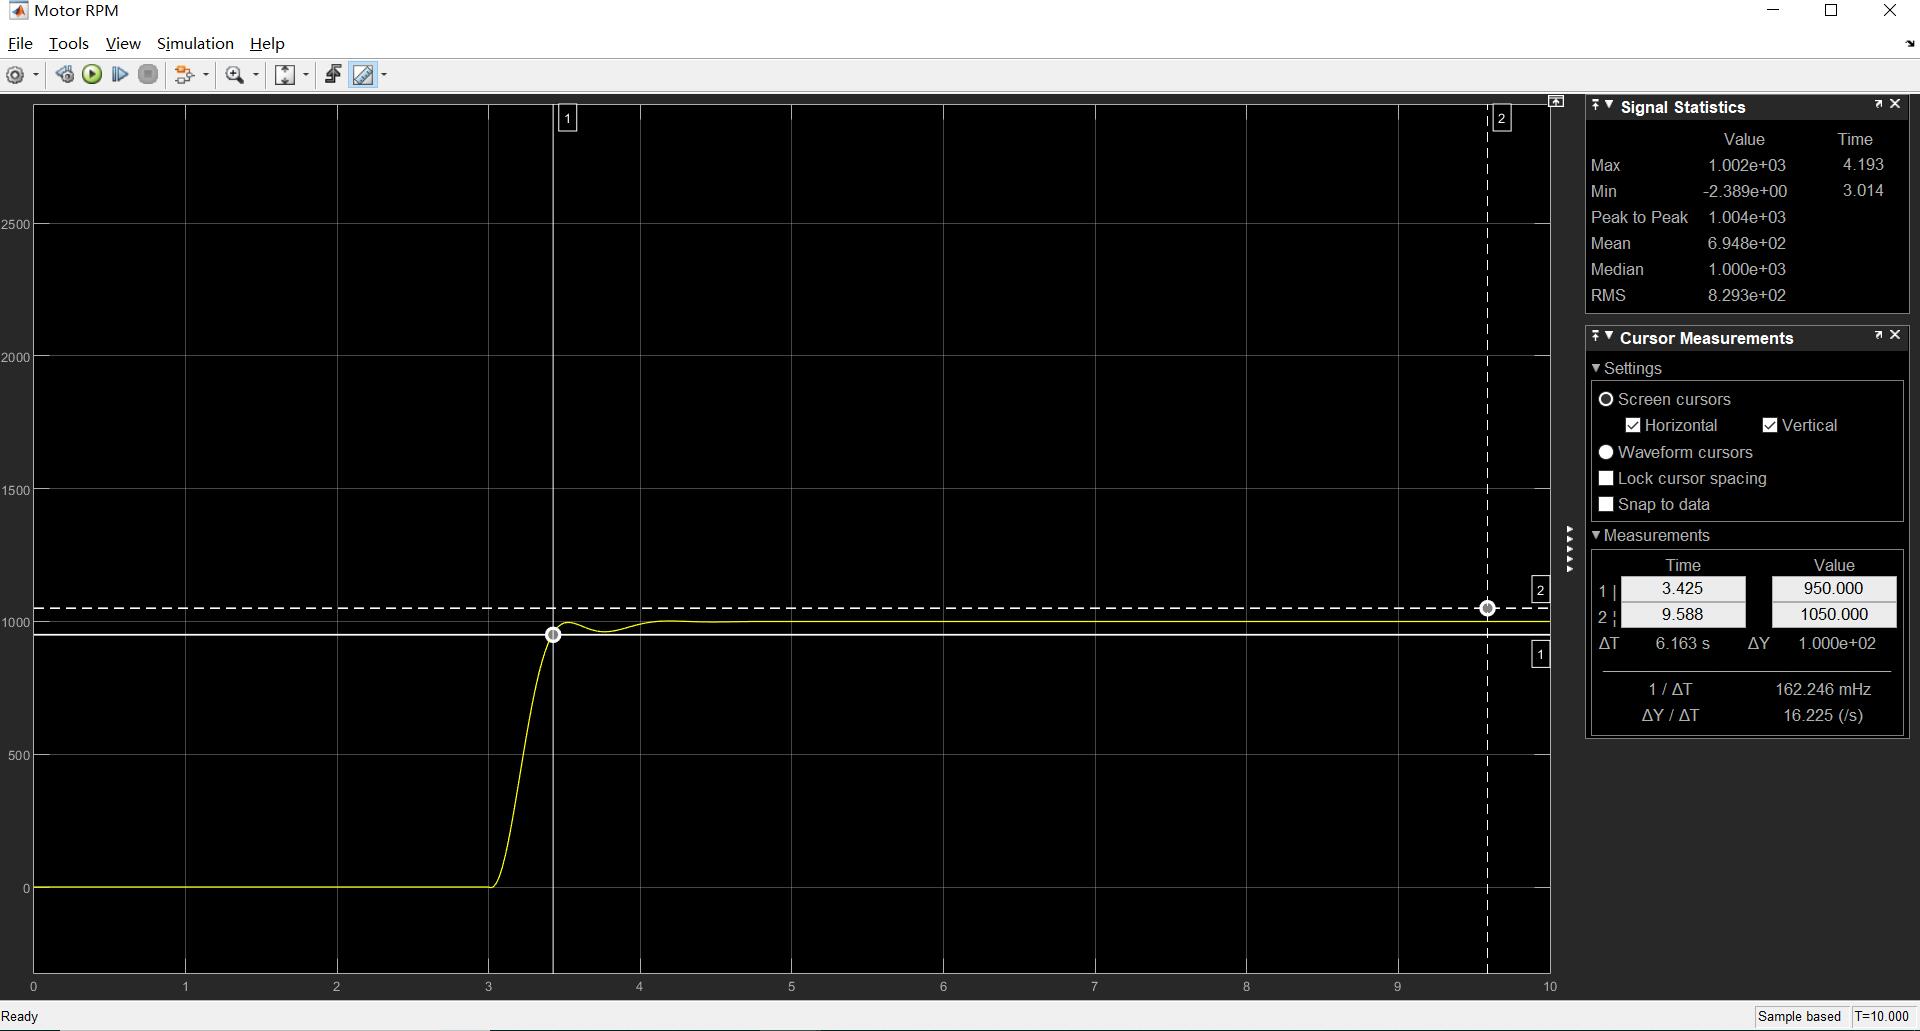 Motor RPM
File Tools View Simulation Help
1
2
2500
2000
1500
1000
500
0
2
1
0 1 2 3 4 5 6 7 8 9 10
Signal Statistics
Value Time
Max 1.002e+03 4.193
Min -2.389e+00 3.014
Peak to Peak 1.004e+03
Mean 6.948e+02
Median 1.000e+03
RMS 8.293e+02
Cursor Measurements
Settings
Screen cursors
Horizontal Vertical
Waveform cursors
Lock cursor spacing
Snap to data
Measurements
Time Value
1 | 3.425 950.000
2 ¦ 9.588 1050.000
ΔT 6.163 s ΔY 1.000e+02
1 / ΔT 162.246 mHz
ΔY / ΔT 16.225 (/s)
Ready Sample based T=10.000